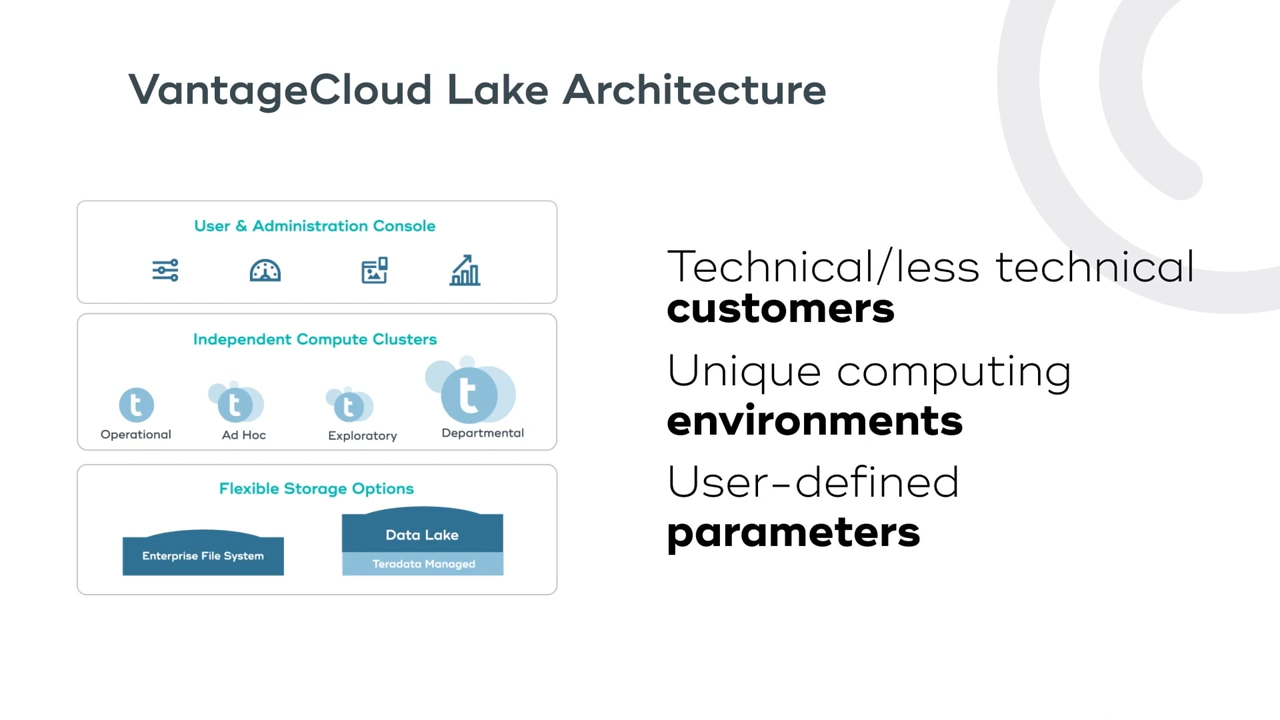 VantageCloud Lake Architecture
User & Administration Console
Independent Compute Clusters
t
Operational
t
Ad Hoc
t
Exploratory
t
Departmental
Flexible Storage Options
Enterprise File System
Data Lake
Teradata Managed
Technical/less technical
customers
Unique computing
environments
User-defined
parameters